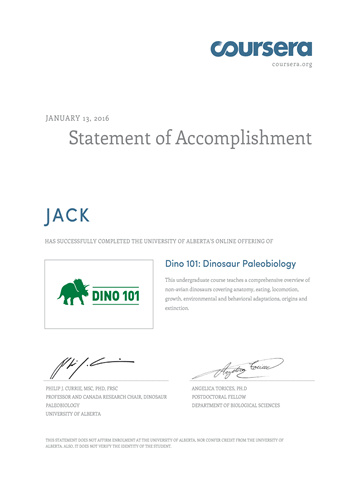 coursera
coursera.org
JANUARY 13, 2016
Statement of Accomplishment
JACK
HAS SUCCESSFULLY COMPLETED THE UNIVERSITY OF ALBERTA'S ONLINE OFFERING OF
Dino 101: Dinosaur Paleobiology
This undergraduate course teaches a comprehensive overview of
non-avian dinosaurs covering anatomy, eating, locomotion,
growth, environmental and behavioral adaptations, origins and
extinction.
DINO 101
PHILIP J. CURRIE, MSC, PHD, FRSC
PROFESSOR AND CANADA RESEARCH CHAIR, DINOSAUR
PALEOBIOLOGY
UNIVERSITY OF ALBERTA
ANGELICA TORICES, PH.D
POSTDOCTORAL FELLOW
DEPARTMENT OF BIOLOGICAL SCIENCES
THIS STATEMENT DOES NOT AFFIRM ENROLMENT AT THE UNIVERSITY OF ALBERTA, NOR CONFER CREDIT FROM THE UNIVERSITY OF
ALBERTA. ALSO, IT DOES NOT VERIFY THE IDENTITY OF THE STUDENT.